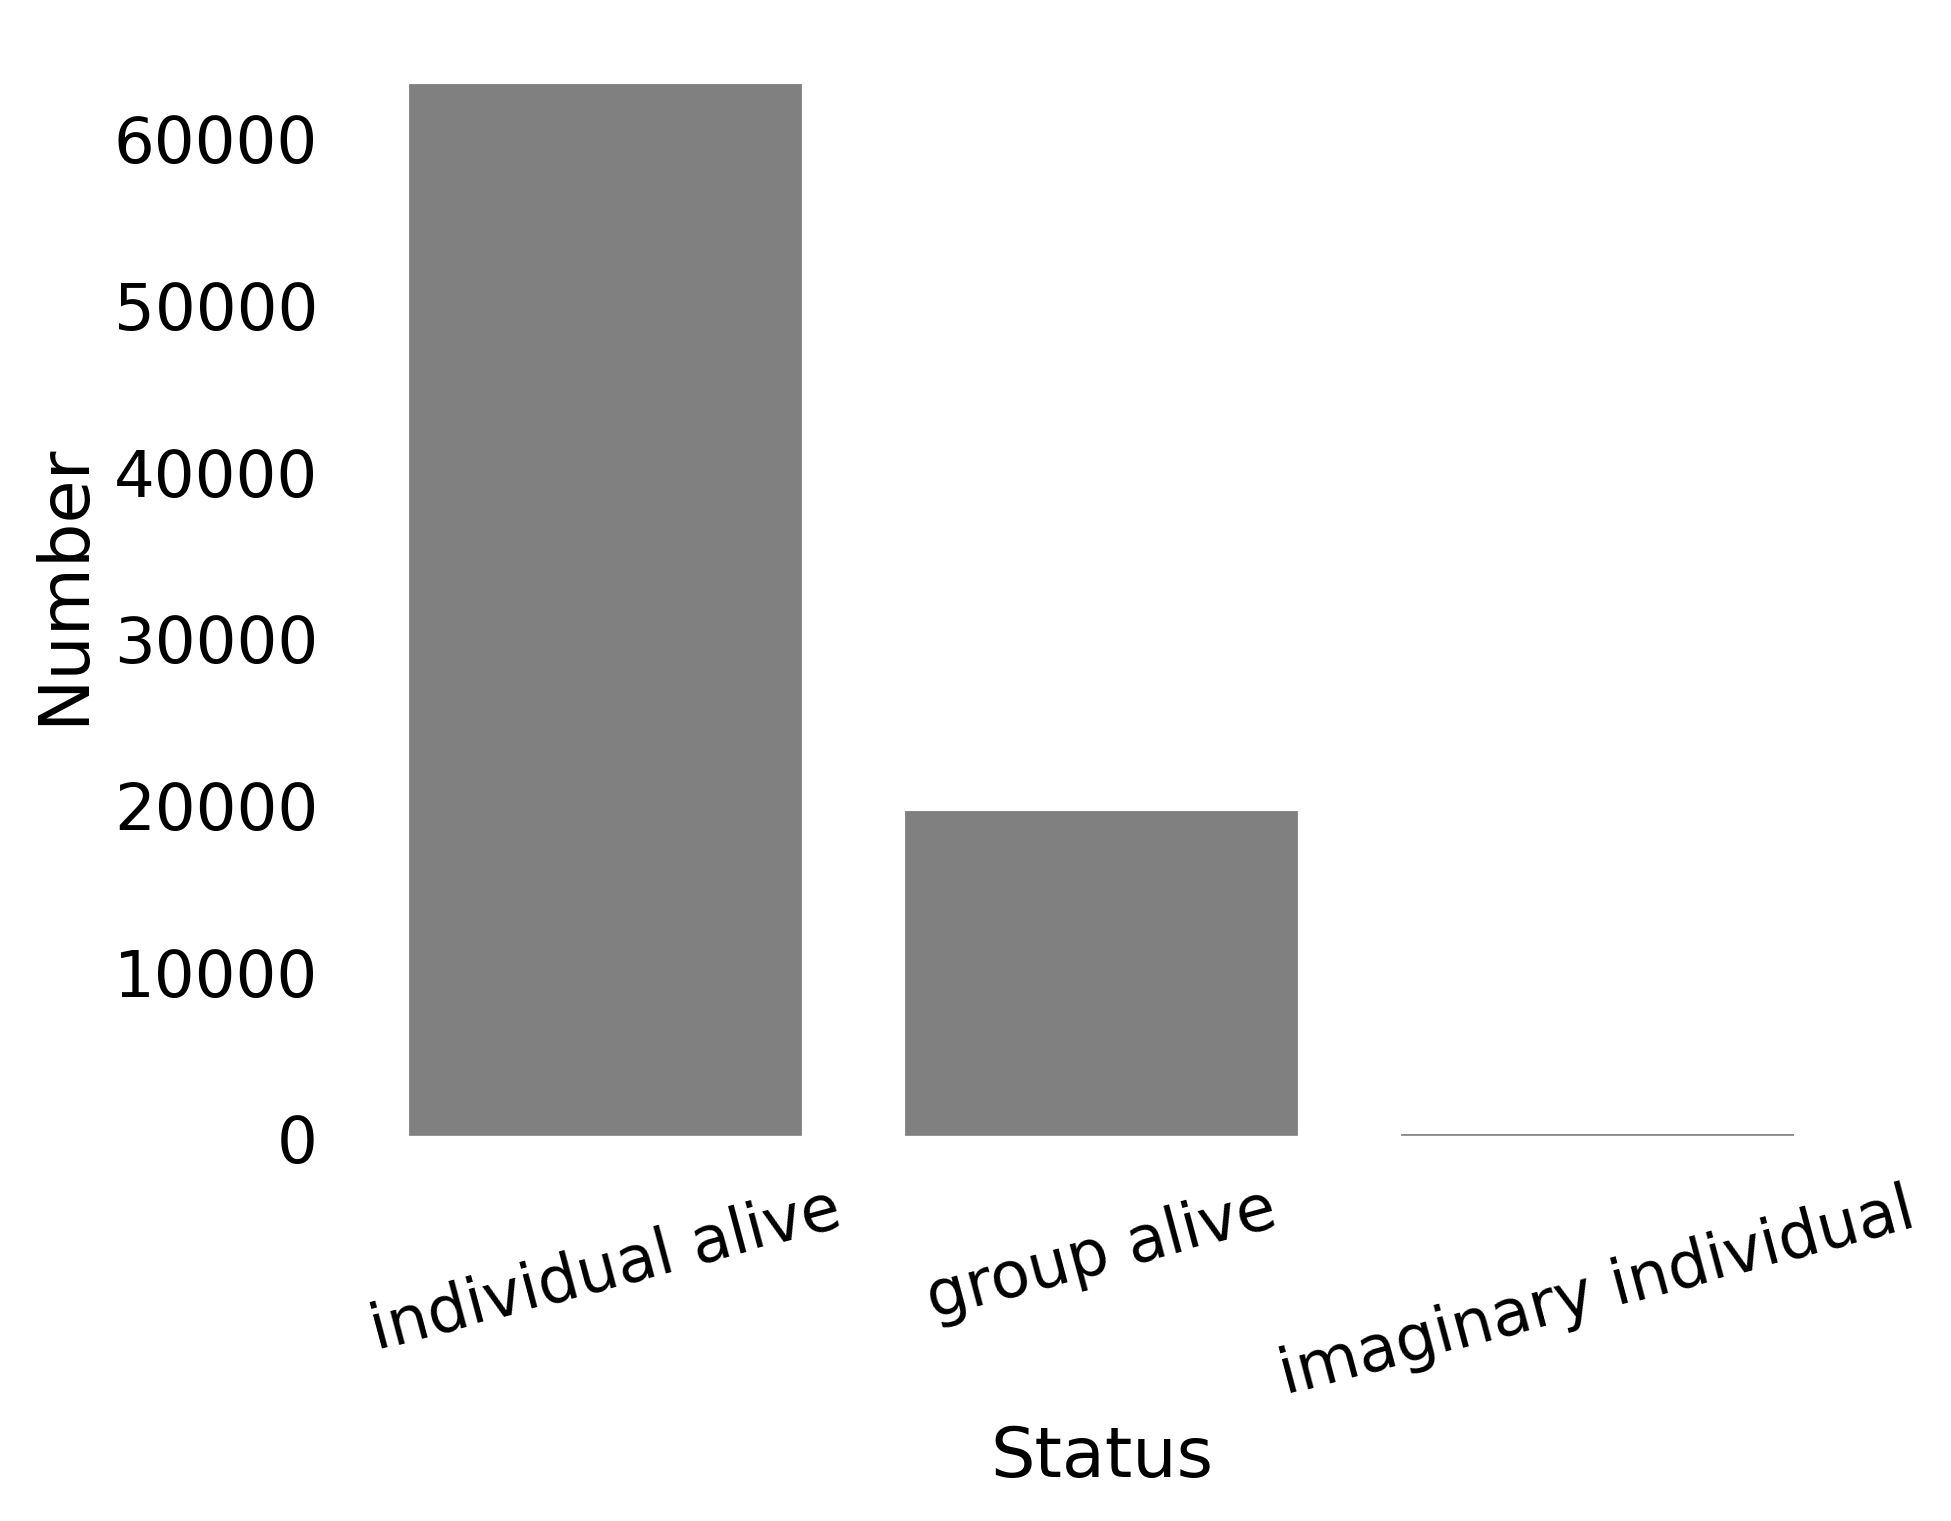 60000
50000
40000
30000
20000
10000
0
Number
individual alive
group alive
imaginary individual
Status